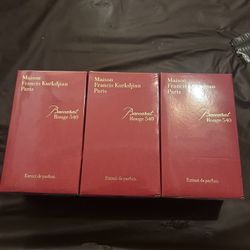 Maison
Francis Kurkdjian
Paris
Baccarat
Rouge 540
Extrait de parfum
Maison
Francis Kurkdjian
Paris
Baccarat
Rouge 540
Extrait de parfum
Maison
Francis Kurkdjian
Paris
Baccarat
Rouge 540
Extrait de parfum